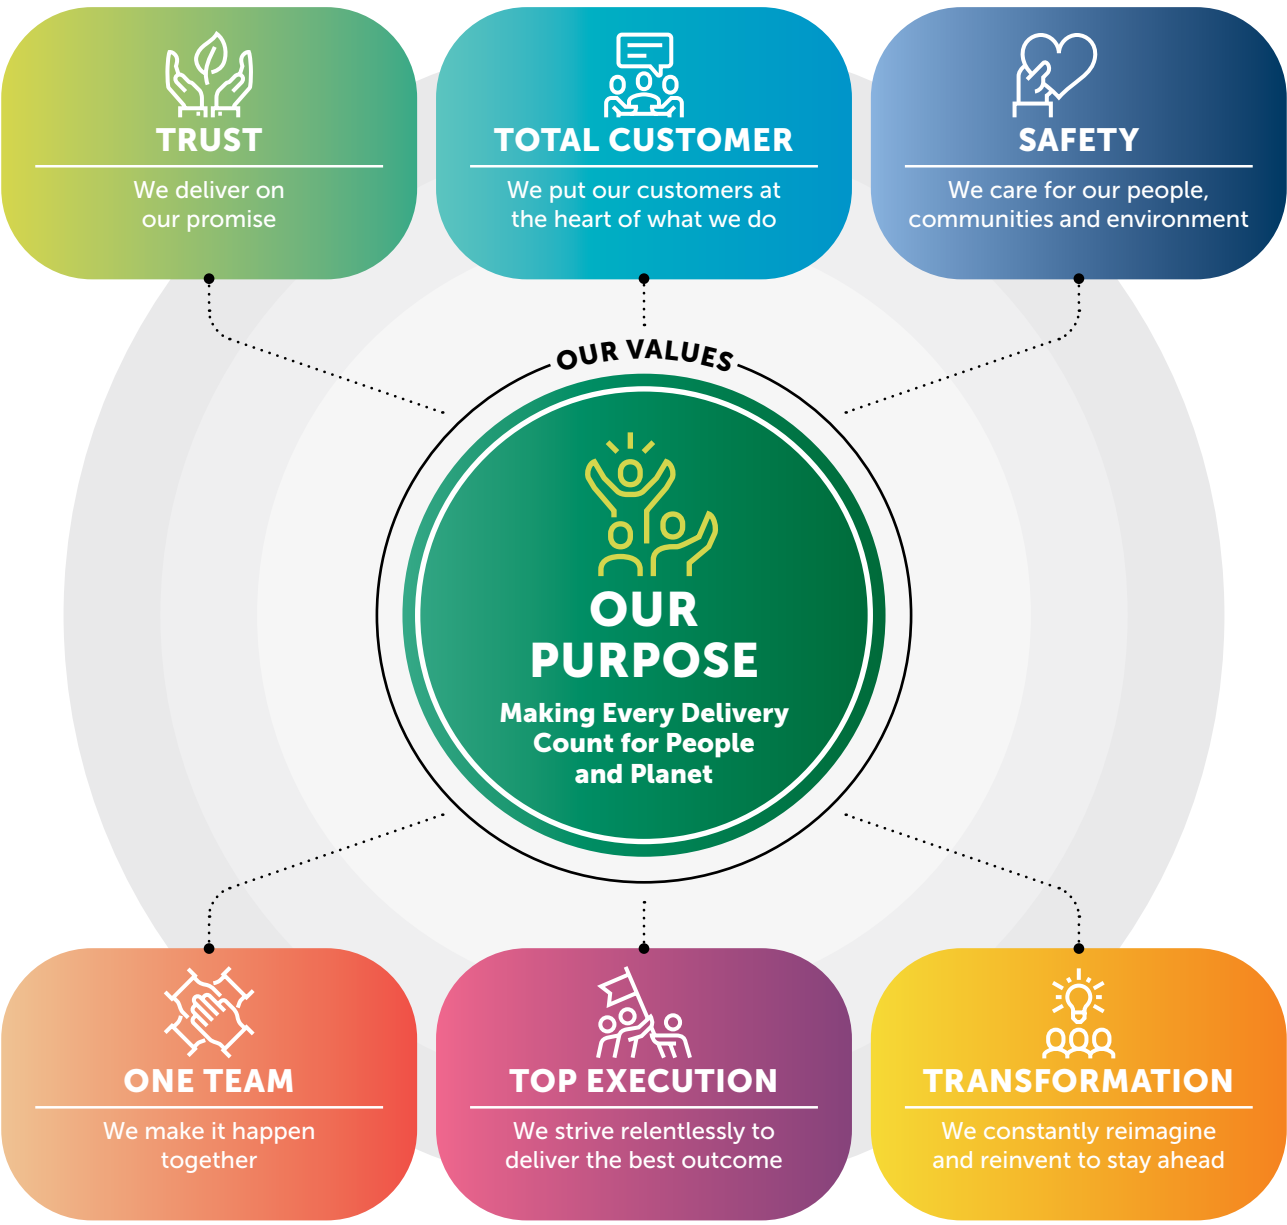 TRUST
We deliver on
our promise
TOTAL CUSTOMER
We put our customers at
the heart of what we do
SAFETY
We care for our people,
communities and environment
OUR VALUES
OUR
PURPOSE
Making Every Delivery
Count for People
and Planet
ONE TEAM
We make it happen
together
TOP EXECUTION
We strive relentlessly to
deliver the best outcome
TRANSFORMATION
We constantly reimagine
and reinvent to stay ahead